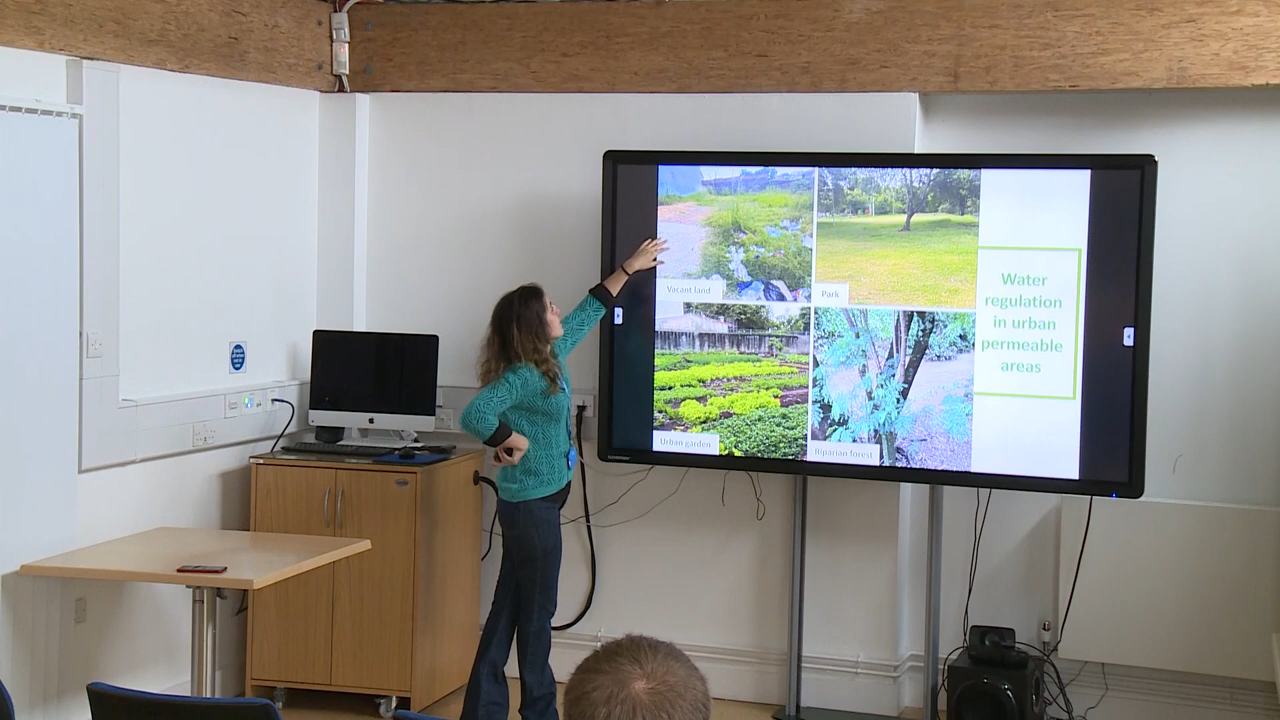 Vacant land
Park
Water
regulation
in urban
permeable
areas
Urban garden
Riparian forest